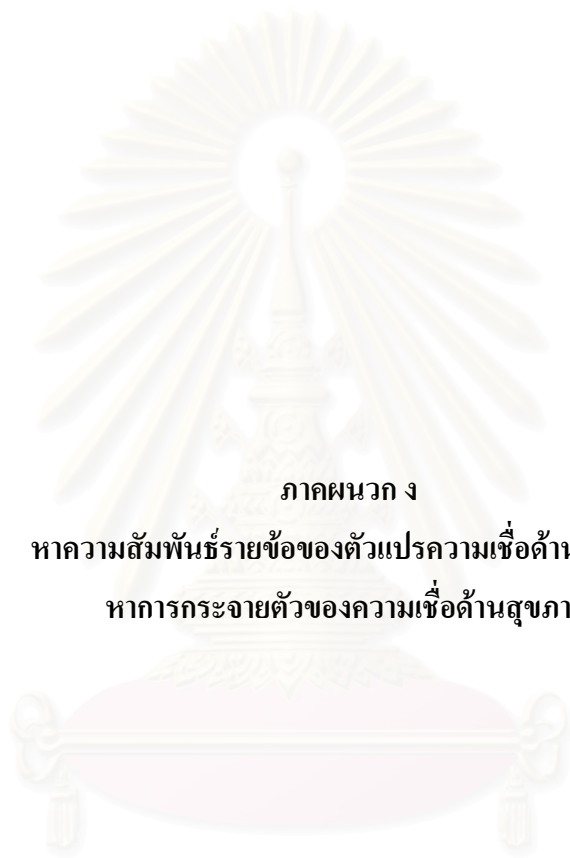 ภาคผนวก ง
หาความสัมพันธ์รายข้อของตัวแปรความเชื่อด้าน
หาการกระจายตัวของความเชื่อด้านสุขภา